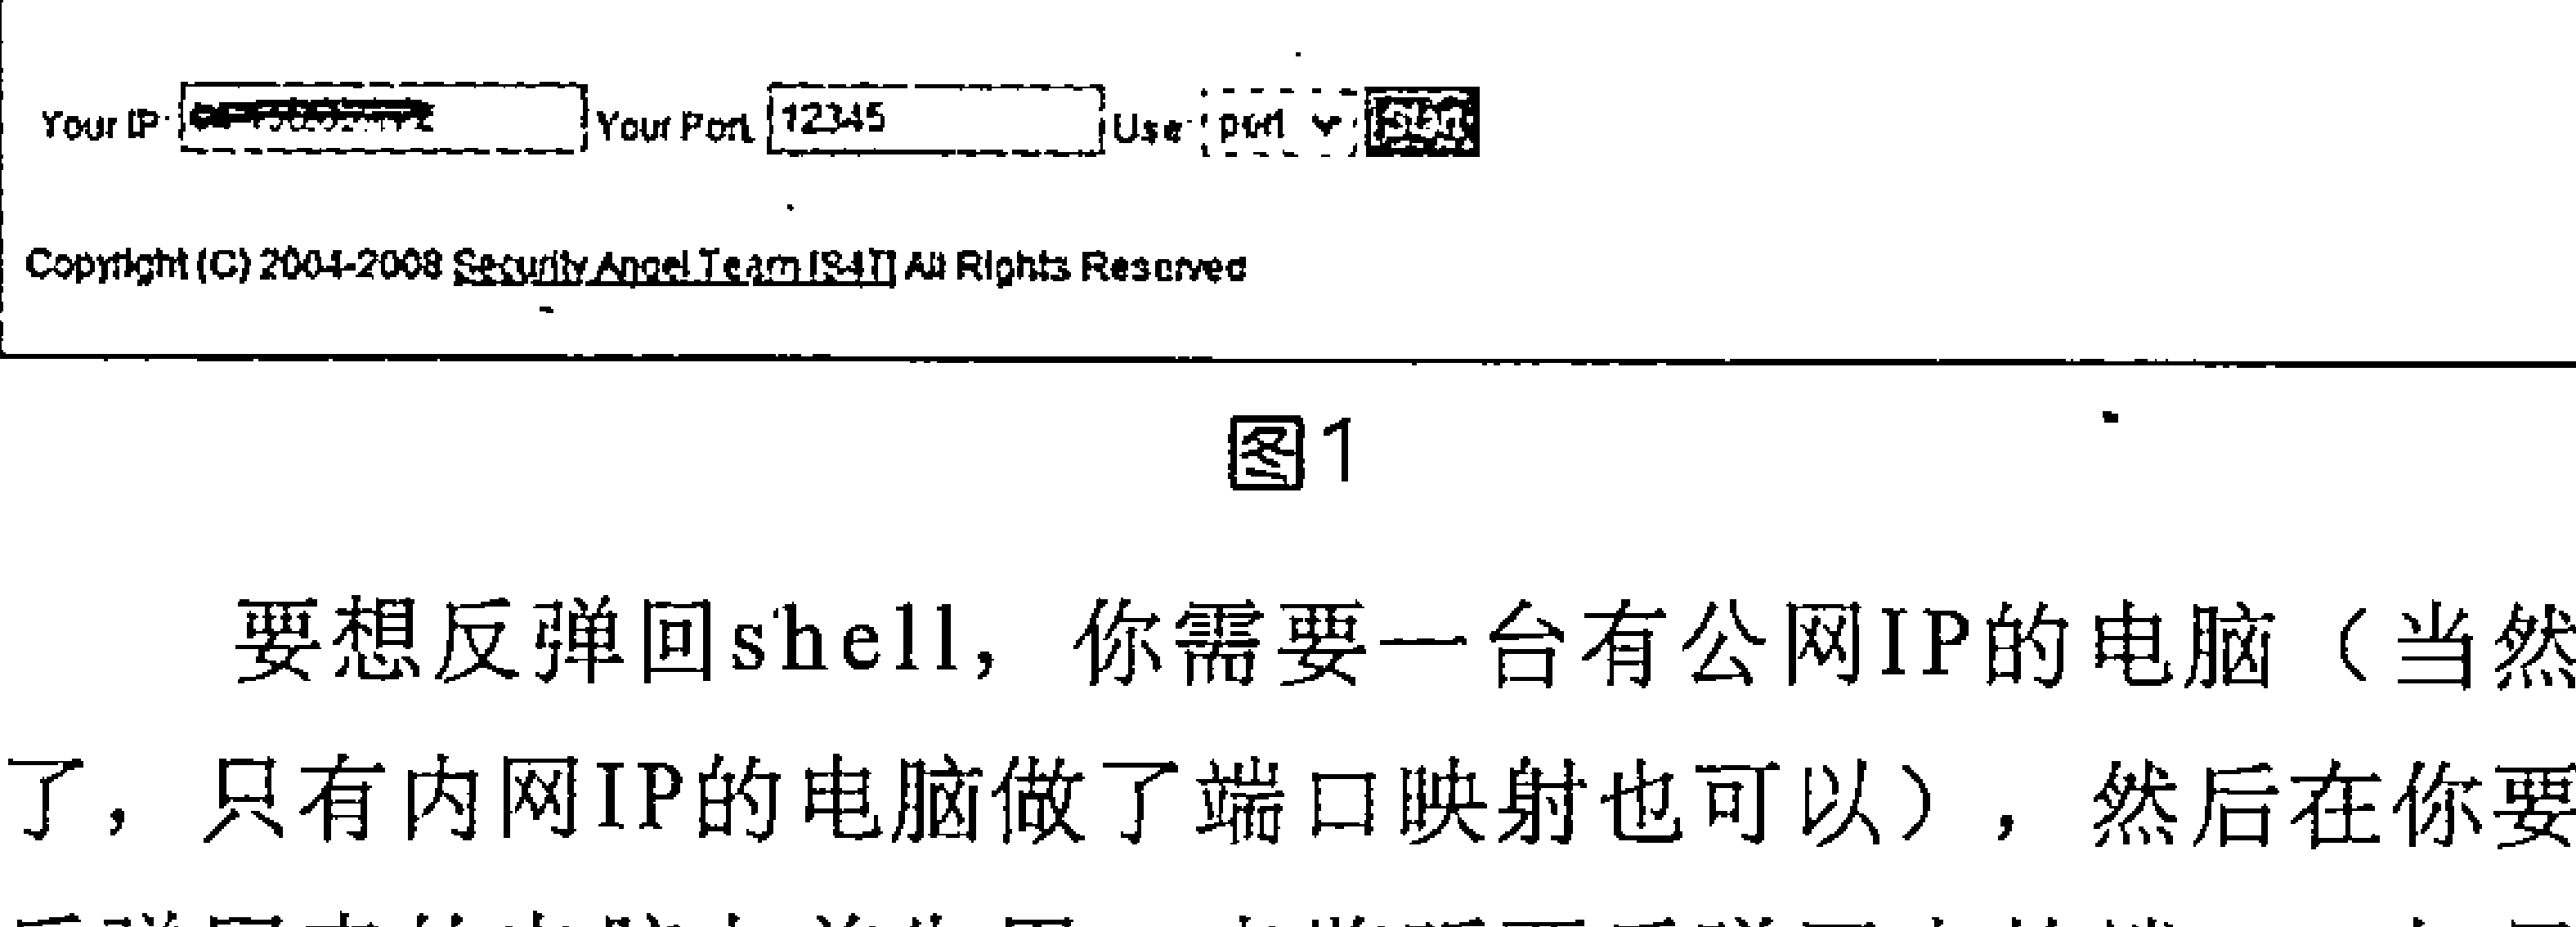 Your IP: Your Port 12345 Use: port
Copyright (C) 2004-2008 Security Angel Team [S4T] All Rights Reserved
图1
要想反弹回shell，你需要一台有公网IP的电脑（当然
了，只有内网IP的电脑做了端口映射也可以），然后在你要